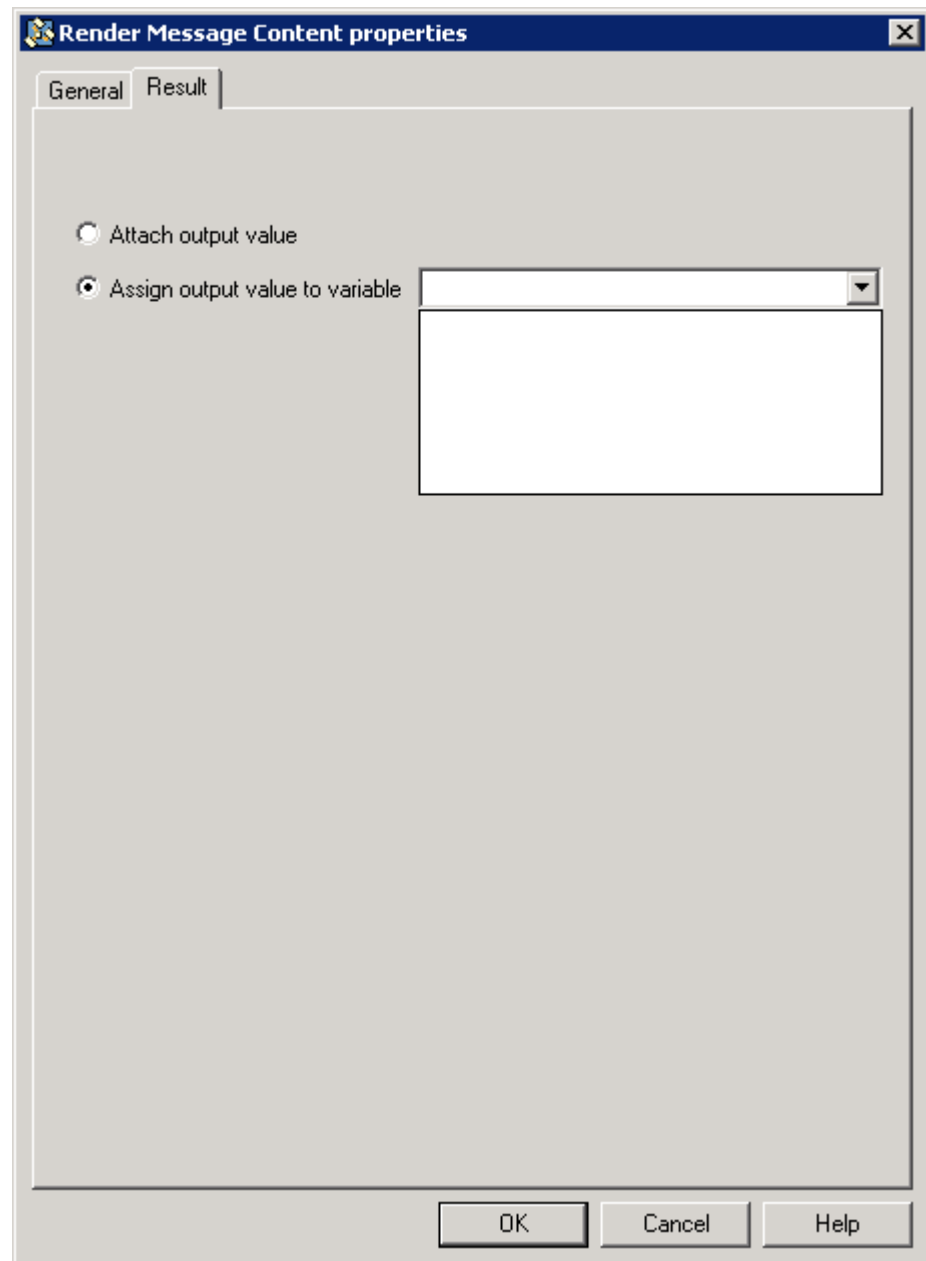 Render Message Content properties
General Result
Attach output value
Assign output value to variable
OK Cancel Help